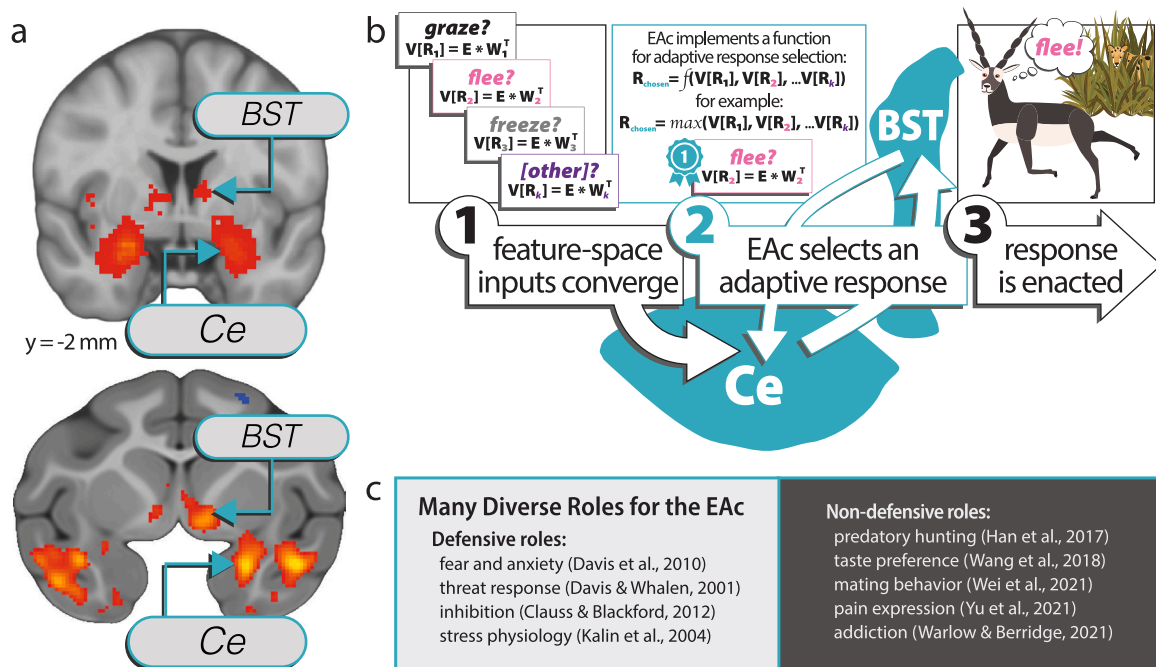 a
BST
Ce
y = -2 mm
BST
Ce
b
graze?
V[R₁] = E * W₁ᵀ
flee?
V[R₂] = E * W₂ᵀ
freeze?
V[R₃] = E * W₃ᵀ
[other]?
V[Rₖ] = E * Wₖᵀ
EAc implements a function
for adaptive response selection:
R_chosen = f(V[R₁], V[R₂], ...V[Rₖ])
for example:
R_chosen = max(V[R₁], V[R₂], ...V[Rₖ])
1
flee?
V[R₂] = E * W₂ᵀ
BST
flee!
1
feature-space
inputs converge
2
EAc selects an
adaptive response
3
response
is enacted
Ce
c
Many Diverse Roles for the EAc
Defensive roles:
fear and anxiety (Davis et al., 2010)
threat response (Davis & Whalen, 2001)
inhibition (Clauss & Blackford, 2012)
stress physiology (Kalin et al., 2004)
Non-defensive roles:
predatory hunting (Han et al., 2017)
taste preference (Wang et al., 2018)
mating behavior (Wei et al., 2021)
pain expression (Yu et al., 2021)
addiction (Warlow & Berridge, 2021)